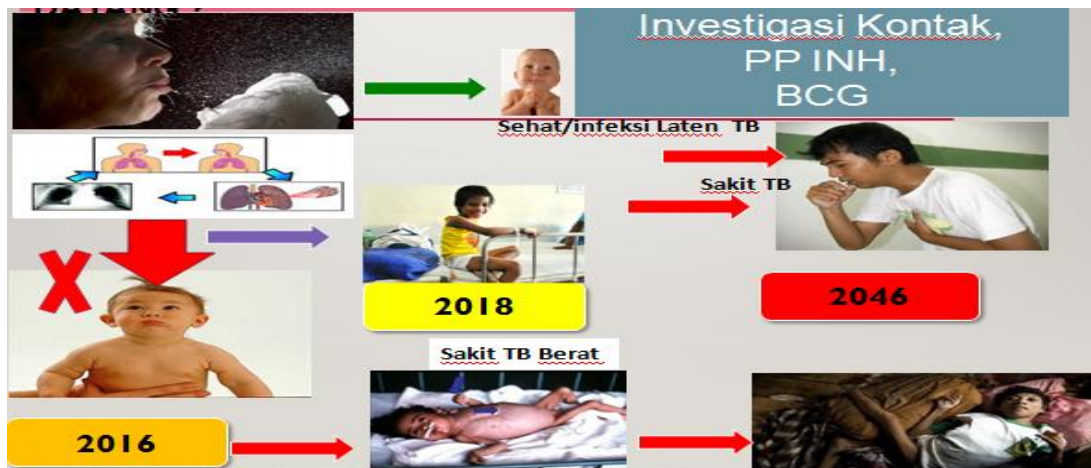 Investigasi Kontak,
PP INH,
BCG
Sehat/infeksi Laten TB
Sakit TB
2018
2046
Sakit TB Berat
2016